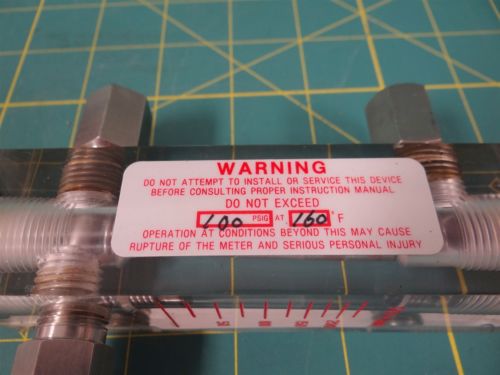 WARNING
DO NOT ATTEMPT TO INSTALL OR SERVICE THIS DEVICE
BEFORE CONSULTING PROPER INSTRUCTION MANUAL
DO NOT EXCEED
100 PSIG AT 160 °F
OPERATION AT CONDITIONS BEYOND THIS MAY CAUSE
RUPTURE OF THE METER AND SERIOUS PERSONAL INJURY